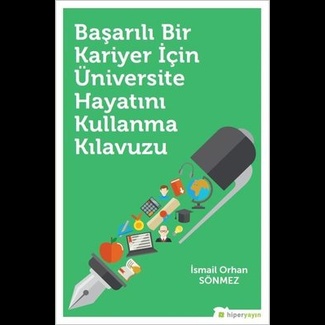 Başarılı Bir
Kariyer İçin
Üniversite
Hayatını
Kullanma
Kılavuzu
İsmail Orhan
SÖNMEZ
hiperyayın